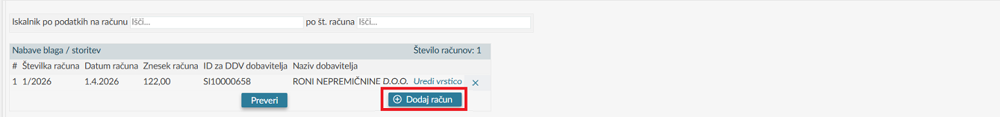 Iskalnik po podatkih na računu Išči... po št. računa Išči...
Nabave blaga / storitev Število računov: 1
# Številka računa Datum računa Znesek računa ID za DDV dobavitelja Naziv dobavitelja
1 1/2026 1.4.2026 122,00 SI10000658 RONI NEPREMIČNINE D.O.O. Uredi vrstico ×
Preveri Dodaj račun